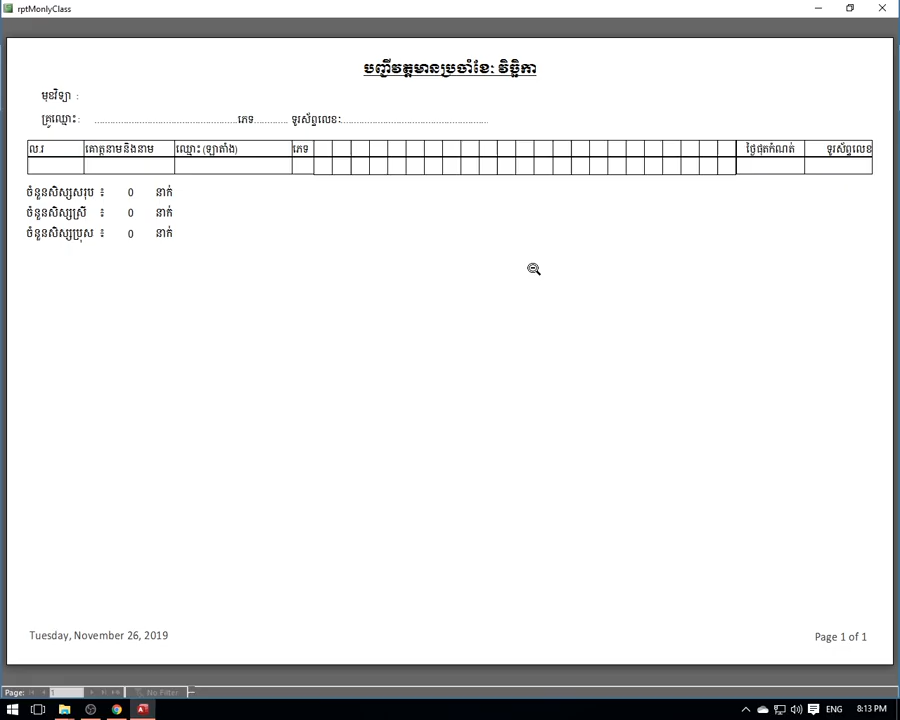 rptMonlyClass
បញ្ជីវត្តមានប្រចាំខែ: វិច្ឆិកា
មុខវិទ្យា :
គ្រូឈ្មោះ: ........................................................ភេទ............. ទូរស័ព្ទលេខ:........................................................
ល.រ គោត្តនាមនិងនាម ឈ្មោះ (ឡាតាំង) ភេទ ថ្ងៃផុតកំណត់ ទូរស័ព្ទលេខ
ចំនួនសិស្សសរុប ៖ 0 នាក់
ចំនួនសិស្សស្រី ៖ 0 នាក់
ចំនួនសិស្សប្រុស ៖ 0 នាក់
Tuesday, November 26, 2019 Page 1 of 1
Page: 1 No Filter
ENG 8:13 PM